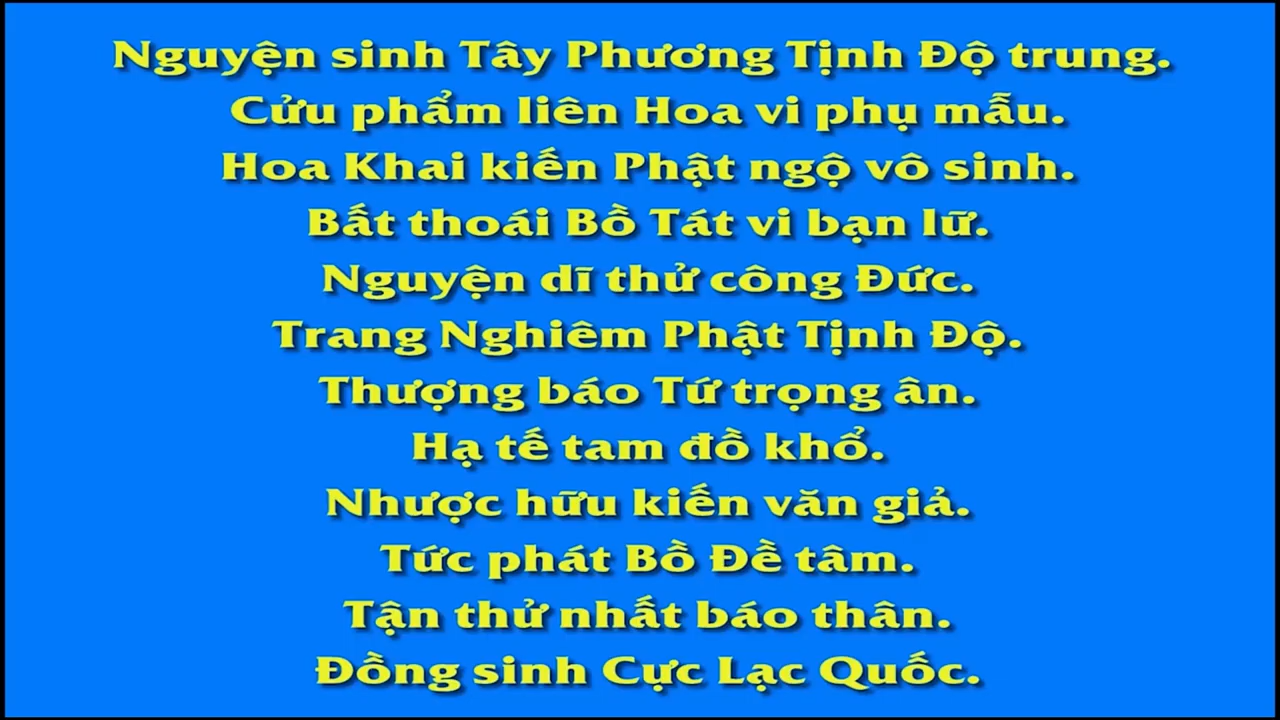 Nguyện sinh Tây Phương Tịnh Độ trung.
Cửu phẩm liên Hoa vi phụ mẫu.
Hoa Khai kiến Phật ngộ vô sinh.
Bất thoái Bồ Tát vi bạn lữ.
Nguyện dĩ thử công Đức.
Trang Nghiêm Phật Tịnh Độ.
Thượng báo Tứ trọng ân.
Hạ tế tam đồ khổ.
Nhược hữu kiến văn giả.
Tức phát Bồ Đề tâm.
Tận thử nhất báo thân.
Đồng sinh Cực Lạc Quốc.